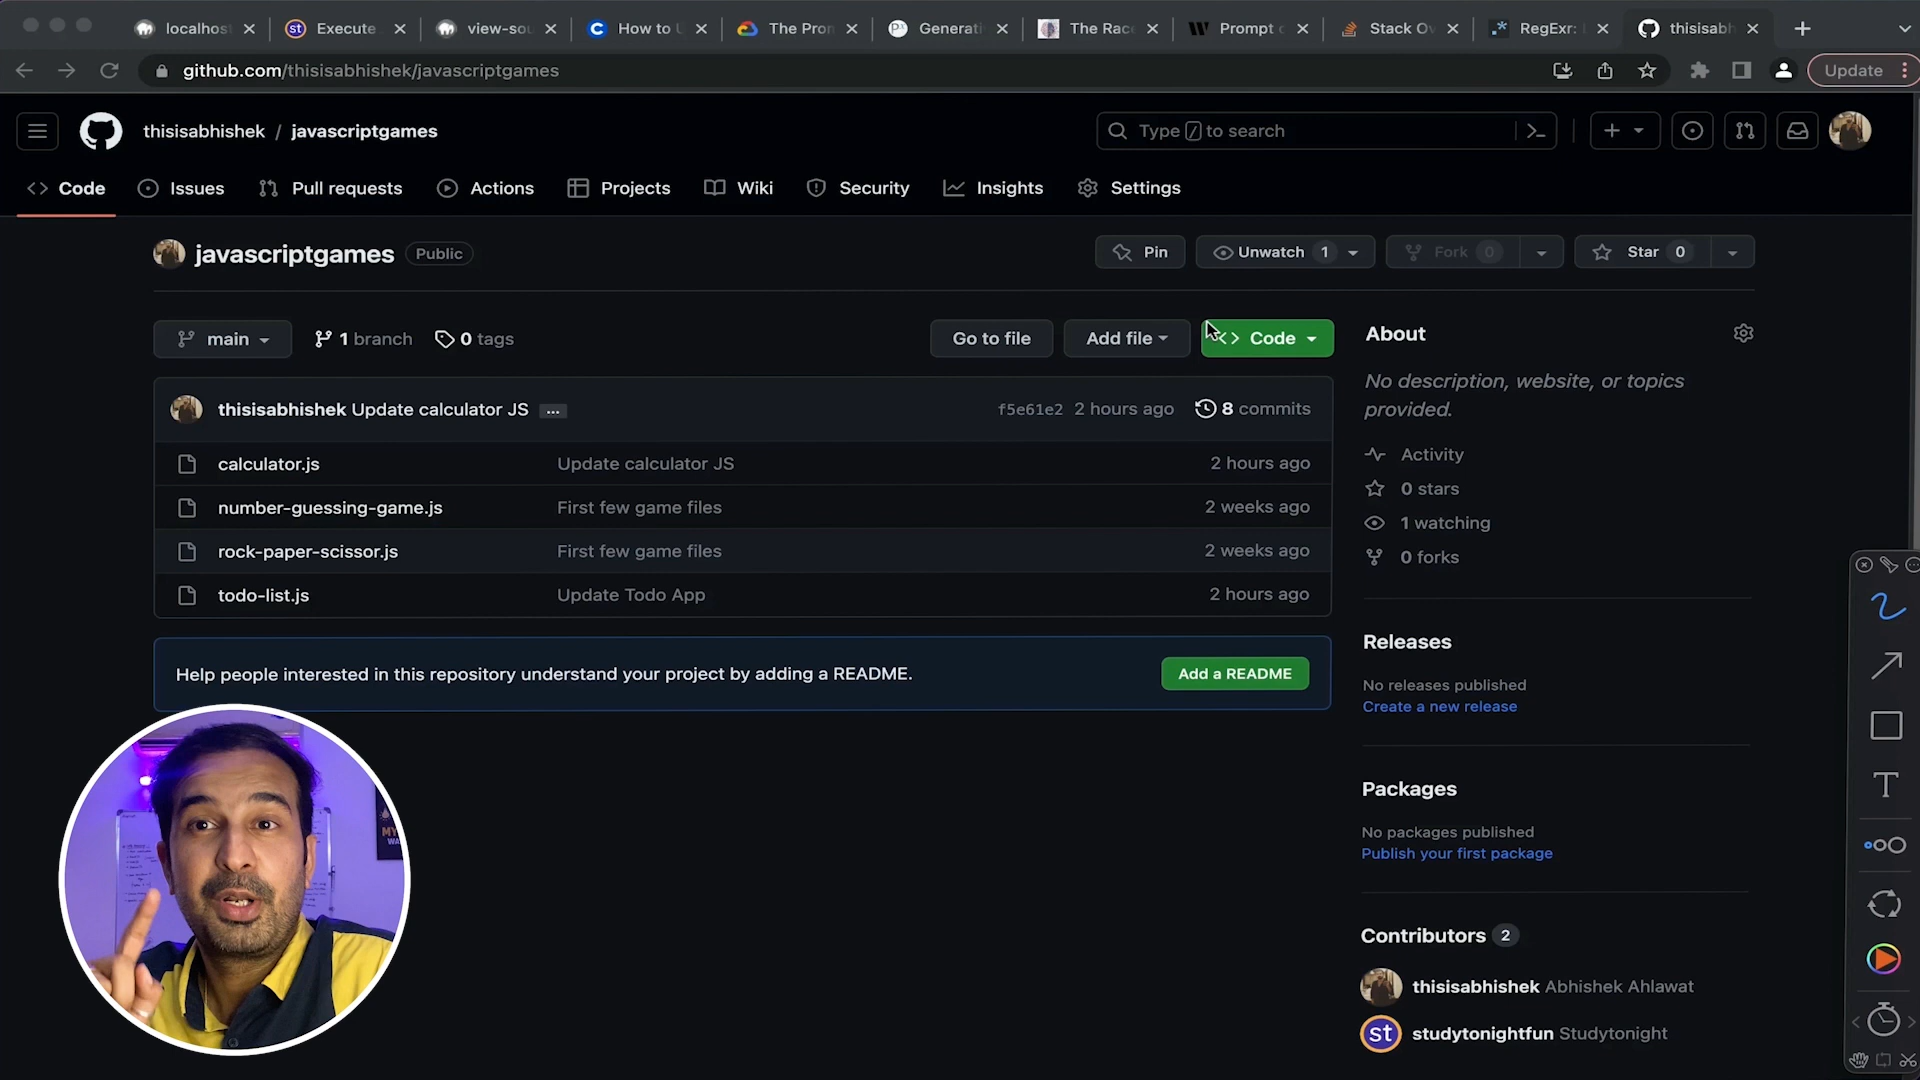 localhost
Execute
view-sou
How to U
The Pron
Generati
The Race
Prompt
Stack Ov
RegExr: L
thisisabh
github.com/thisisabhishek/javascriptgames
Update
thisisabhishek / javascriptgames
Type / to search
Code
Issues
Pull requests
Actions
Projects
Wiki
Security
Insights
Settings
javascriptgames
Public
Pin
Unwatch 1
Fork 0
Star 0
main
1 branch
0 tags
Go to file
Add file
<> Code
About
No description, website, or topics
provided.
thisisabhishek Update calculator JS ...
f5e61e2 2 hours ago
8 commits
calculator.js
Update calculator JS
2 hours ago
number-guessing-game.js
First few game files
2 weeks ago
rock-paper-scissor.js
First few game files
2 weeks ago
todo-list.js
Update Todo App
2 hours ago
Activity
0 stars
1 watching
0 forks
Help people interested in this repository understand your project by adding a README.
Add a README
Releases
No releases published
Create a new release
Packages
No packages published
Publish your first package
Contributors 2
thisisabhishek Abhishek Ahlawat
st
studytonightfun Studytonight
T